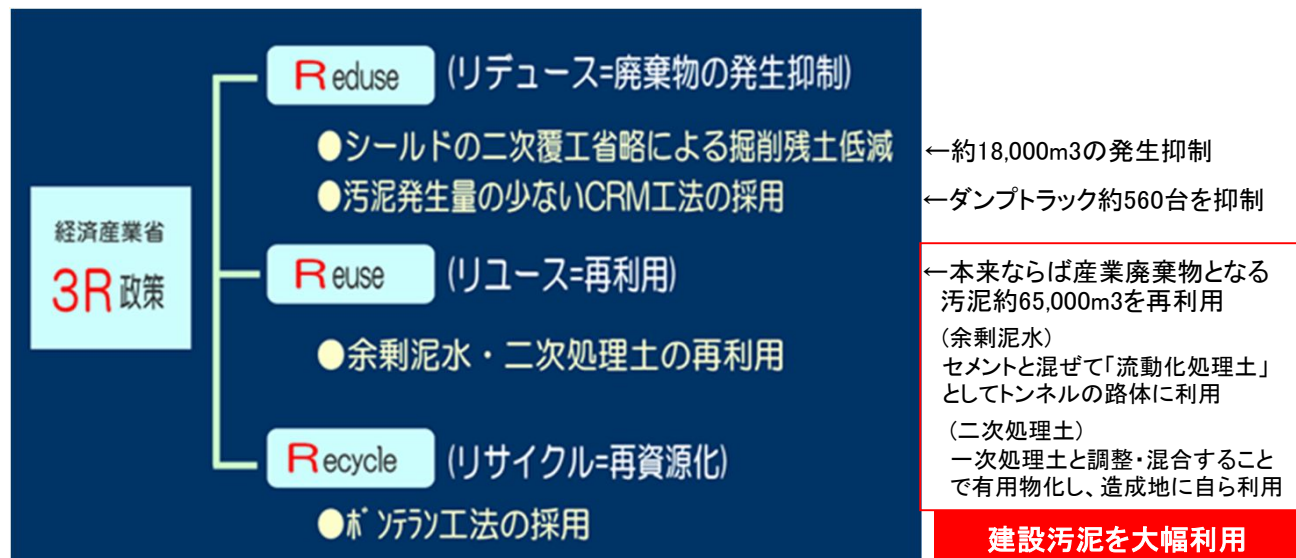 経済産業省
3R政策
Reduse (リデュース=廃棄物の発生抑制)
●シールドの二次覆工省略による掘削残土低減
←約18,000m3の発生抑制
●汚泥発生量の少ないCRM工法の採用
←ダンプトラック約560台を抑制
Reuse (リユース=再利用)
●余剰泥水・二次処理土の再利用
←本来ならば産業廃棄物となる
汚泥約65,000m3を再利用
(余剰泥水)
セメントと混ぜて「流動化処理土」
としてトンネルの路体に利用
(二次処理土)
一次処理土と調整・混合すること
で有用物化し、造成地に自ら利用
Recycle (リサイクル=再資源化)
●ボンテラン工法の採用
建設汚泥を大幅利用